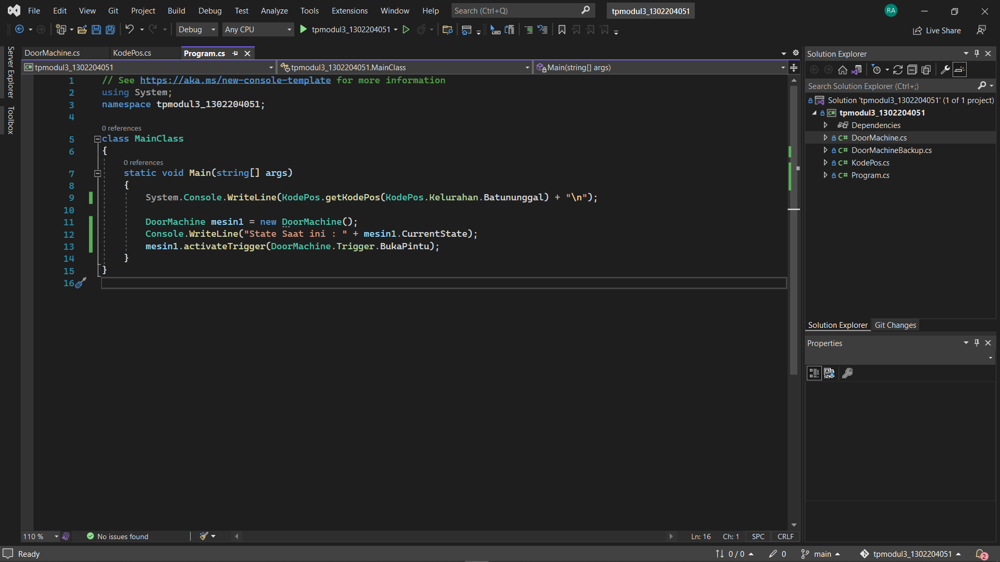 File Edit View Git Project Build Debug Test Analyze Tools Extensions Window Help Search (Ctrl+Q) tpmodul3_1302204051 RA
Debug Any CPU tpmodul3_1302204051 Live Share
Server Explorer
Toolbox
DoorMachine.cs KodePos.cs Program.cs
tpmodul3_1302204051 tpmodul3_1302204051.MainClass Main(string[] args)
1 // See https://aka.ms/new-console-template for more information
2 using System;
3 namespace tpmodul3_1302204051;
4
0 references
5 class MainClass
6 {
0 references
7 static void Main(string[] args)
8 {
9 System.Console.WriteLine(KodePos.getKodePos(KodePos.Kelurahan.Batununggal) + "\n");
10
11 DoorMachine mesin1 = new DoorMachine();
12 Console.WriteLine("State Saat ini : " + mesin1.CurrentState);
13 mesin1.activateTrigger(DoorMachine.Trigger.BukaPintu);
14 }
15 }
16
Solution Explorer
Search Solution Explorer (Ctrl+;)
Solution 'tpmodul3_1302204051' (1 of 1 project)
C# tpmodul3_1302204051
Dependencies
C# DoorMachine.cs
C# DoorMachineBackup.cs
C# KodePos.cs
C# Program.cs
Solution Explorer Git Changes
Properties
110 % No issues found Ln: 16 Ch: 1 SPC CRLF
Ready 0 / 0 0 main tpmodul3_1302204051 2